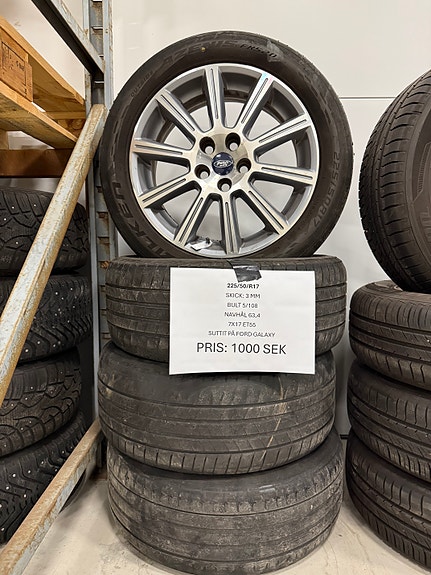 Ford
225/50/R17
SKICK: 3 MM
BULT 5/108
NAVHÅL 63,4
7X17 ET55
SUTTIT PÅ FORD GALAXY
PRIS: 1000 SEK